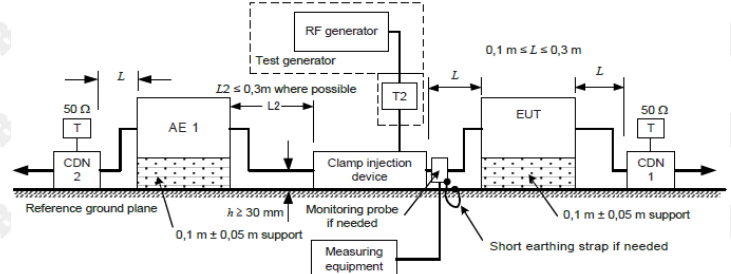 RF generator
Test generator
0,1 m ≤ L ≤ 0,3 m
L
L2 ≤ 0,3m where possible
L2
T2
L
L
50 Ω
T
AE 1
EUT
50 Ω
T
CDN
2
Clamp injection
device
CDN
1
Reference ground plane
h ≥ 30 mm
Monitoring probe
if needed
0,1 m ± 0,05 m support
0,1 m ± 0,05 m support
Short earthing strap if needed
Measuring
equipment